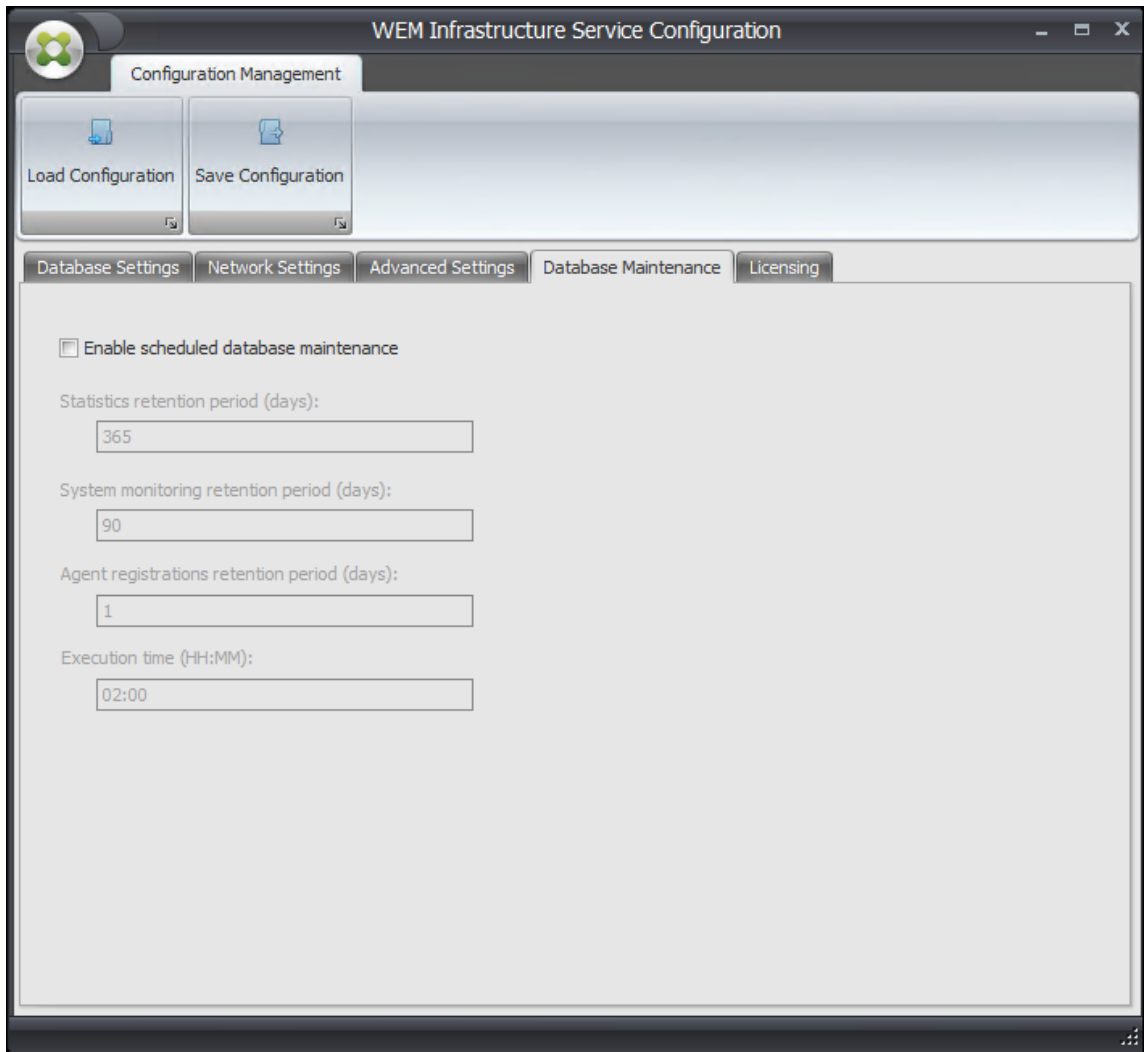 WEM Infrastructure Service Configuration
Configuration Management
Load Configuration
Save Configuration
Database Settings
Network Settings
Advanced Settings
Database Maintenance
Licensing
Enable scheduled database maintenance
Statistics retention period (days):
365
System monitoring retention period (days):
90
Agent registrations retention period (days):
1
Execution time (HH:MM):
02:00